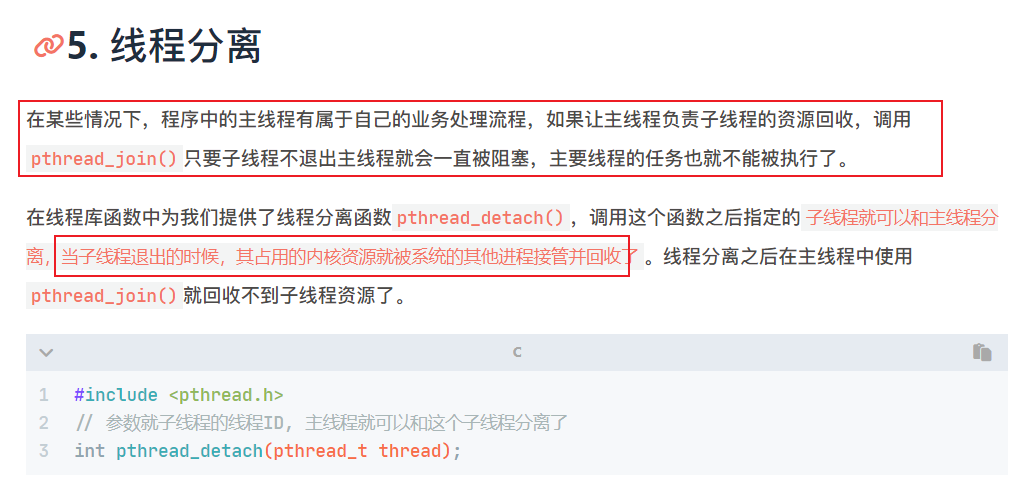 5. 线程分离
在某些情况下，程序中的主线程有属于自己的业务处理流程，如果让主线程负责子线程的资源回收，调用
pthread_join() 只要子线程不退出主线程就会一直被阻塞，主要线程的任务也就不能被执行了。
在线程库函数中为我们提供了线程分离函数 pthread_detach()，调用这个函数之后指定的子线程就可以和主线程分
离，当子线程退出的时候，其占用的内核资源就被系统的其他进程接管并回收了。线程分离之后在主线程中使用
pthread_join() 就回收不到子线程资源了。
C
1 #include <pthread.h>
2 // 参数就子线程的线程ID, 主线程就可以和这个子线程分离了
3 int pthread_detach(pthread_t thread);